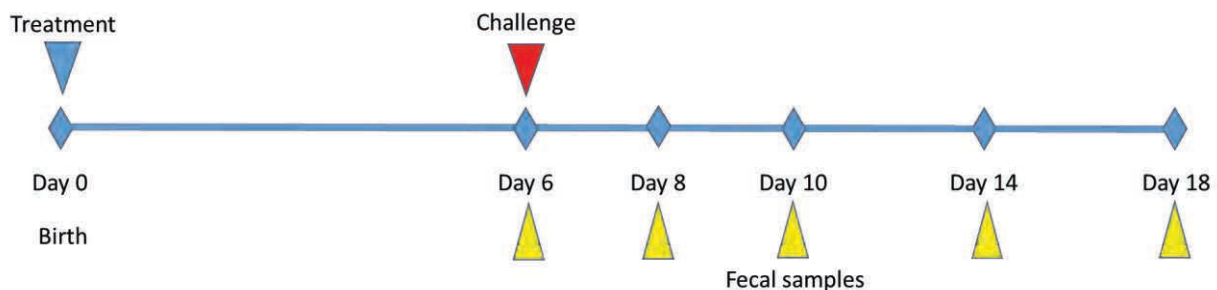 Treatment
Challenge
Day 0
Day 6
Day 8
Day 10
Day 14
Day 18
Birth
Fecal samples